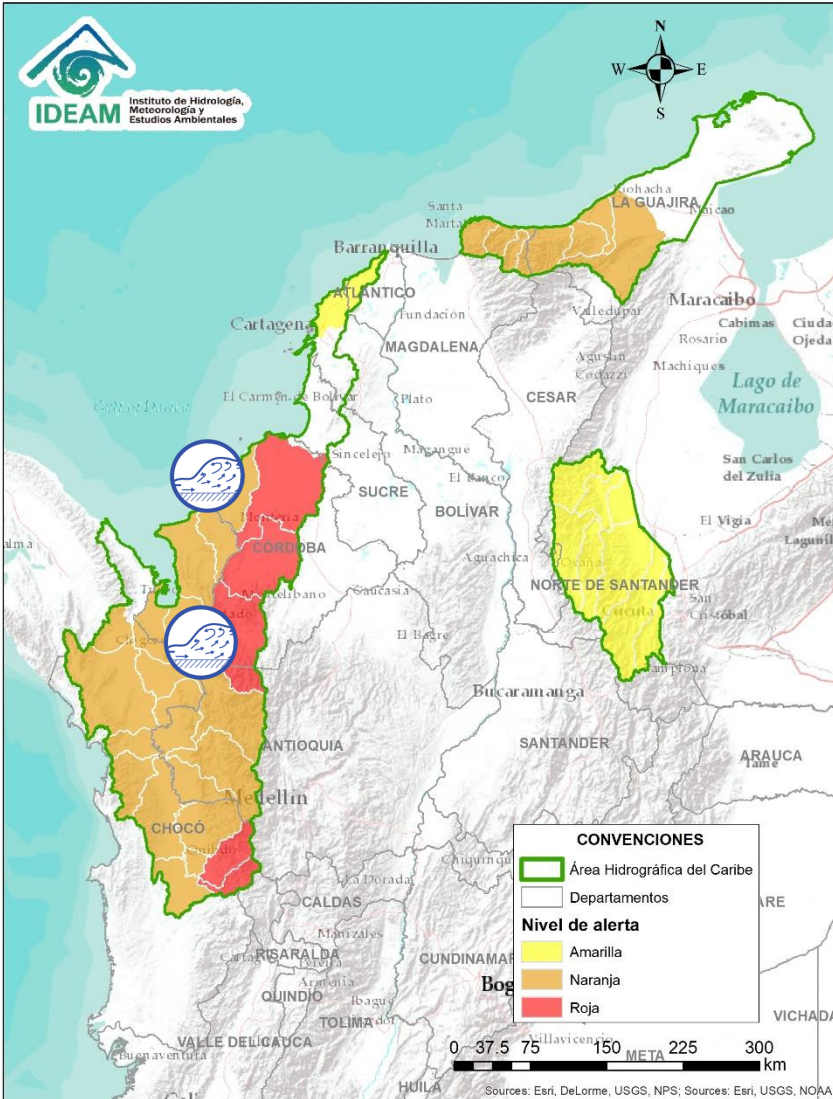 IDEAM
Instituto de Hidrología,
Meteorología y
Estudios Ambientales
N
W
E
S
Riohacha
LA GUAJIRA
Maicao
Santa
Marta
Barranquilla
ATLÁNTICO
Maracaibo
Cartagena
Fundación
Valledupar
Cabimas
Ciudad
Ojeda
Rosario
MAGDALENA
Agustín
Codazzi
Machiques
Lago de
Maracaibo
El Carmen de Bolívar
Plato
CESAR
Sincelejo
Magangue
San Carlos
del Zulia
El Banco
SUCRE
BOLÍVAR
Montería
El Vigía
CÓRDOBA
Aguachica
Ocaña
Montelíbano
Caucasia
NORTE DE SANTANDER
San
Cristóbal
Cúcuta
El Bagre
Pamplona
Bucaramanga
ANTIOQUIA
SANTANDER
ARAUCA
Tame
Medellín
CHOCÓ
Quibdó
Chiquinqu
La Dorada
CALDAS
Manizales
RISARALDA
Pereira
CUNDINAMAR
Armenia
QUINDÍO
Ibagué
Bog
TOLIMA
VALLE DEL CAUCA
Villavicencio
VICHADA
Buenaventura
META
HUILA
CONVENCIONES
Área Hidrográfica del Caribe
Departamentos
Nivel de alerta
Amarilla
Naranja
Roja
0 37.5 75 150 225 300
km
Sources: Esri, DeLorme, USGS, NPS; Sources: Esri, USGS, NOAA